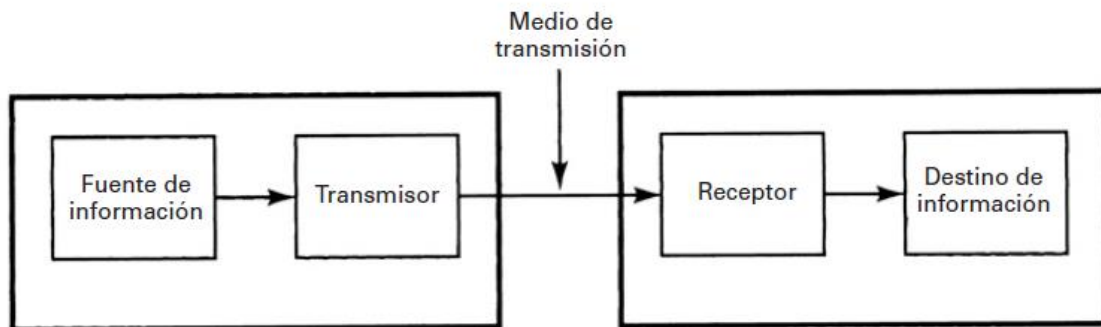 Medio de
transmisión
Fuente de
información
Transmisor
Receptor
Destino de
información